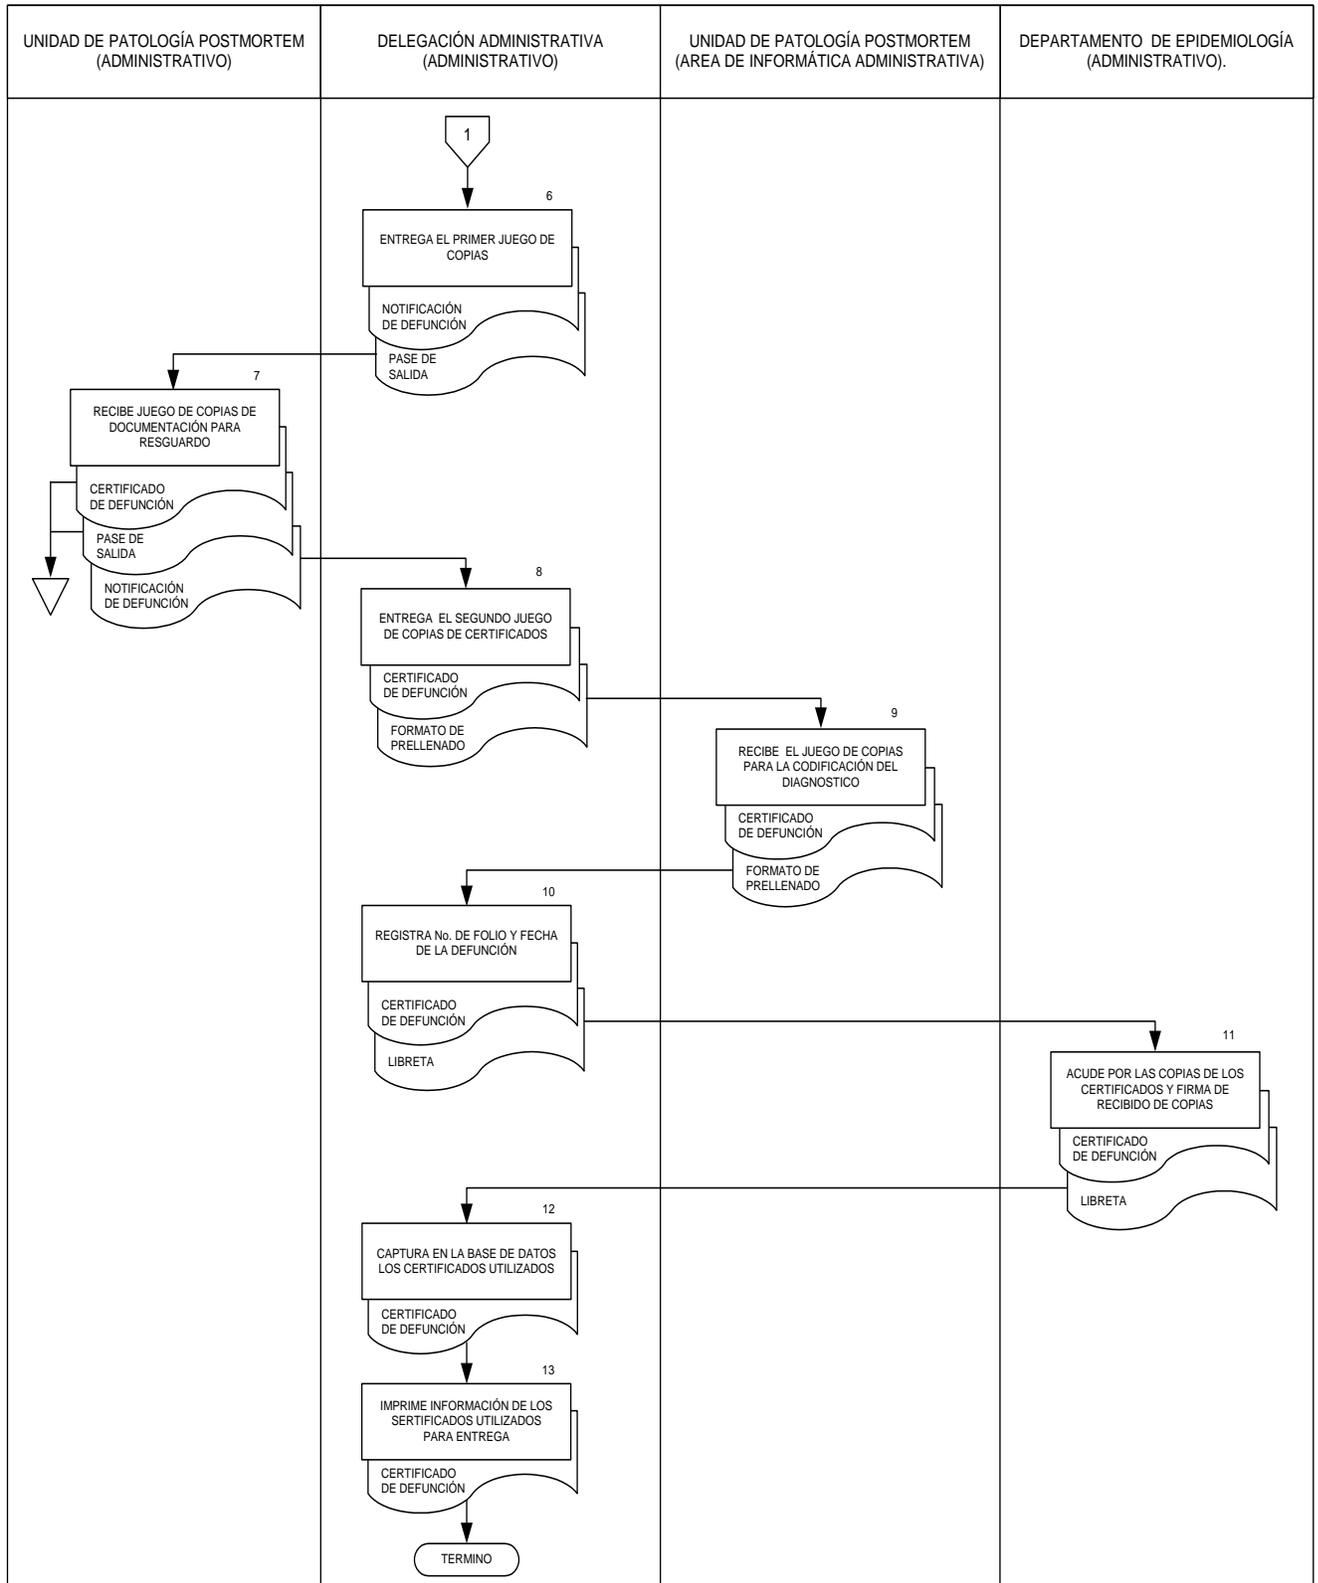 UNIDAD DE PATOLOGÍA POSTMORTEM
(ADMINISTRATIVO)
DELEGACIÓN ADMINISTRATIVA
(ADMINISTRATIVO)
UNIDAD DE PATOLOGÍA POSTMORTEM
(AREA DE INFORMÁTICA ADMINISTRATIVA)
DEPARTAMENTO DE EPIDEMIOLOGÍA
(ADMINISTRATIVO).
1
6
ENTREGA EL PRIMER JUEGO DE
COPIAS
NOTIFICACIÓN
DE DEFUNCIÓN
PASE DE
SALIDA
7
RECIBE JUEGO DE COPIAS DE
DOCUMENTACIÓN PARA
RESGUARDO
CERTIFICADO
DE DEFUNCIÓN
PASE DE
SALIDA
NOTIFICACIÓN
DE DEFUNCIÓN
8
ENTREGA EL SEGUNDO JUEGO
DE COPIAS DE CERTIFICADOS
CERTIFICADO
DE DEFUNCIÓN
FORMATO DE
PRELLENADO
9
RECIBE EL JUEGO DE COPIAS
PARA LA CODIFICACIÓN DEL
DIAGNOSTICO
CERTIFICADO
DE DEFUNCIÓN
FORMATO DE
PRELLENADO
10
REGISTRA No. DE FOLIO Y FECHA
DE LA DEFUNCIÓN
CERTIFICADO
DE DEFUNCIÓN
LIBRETA
11
ACUDE POR LAS COPIAS DE LOS
CERTIFICADOS Y FIRMA DE
RECIBIDO DE COPIAS
CERTIFICADO
DE DEFUNCIÓN
LIBRETA
12
CAPTURA EN LA BASE DE DATOS
LOS CERTIFICADOS UTILIZADOS
CERTIFICADO
DE DEFUNCIÓN
13
IMPRIME INFORMACIÓN DE LOS
SERTIFICADOS UTILIZADOS
PARA ENTREGA
CERTIFICADO
DE DEFUNCIÓN
TERMINO